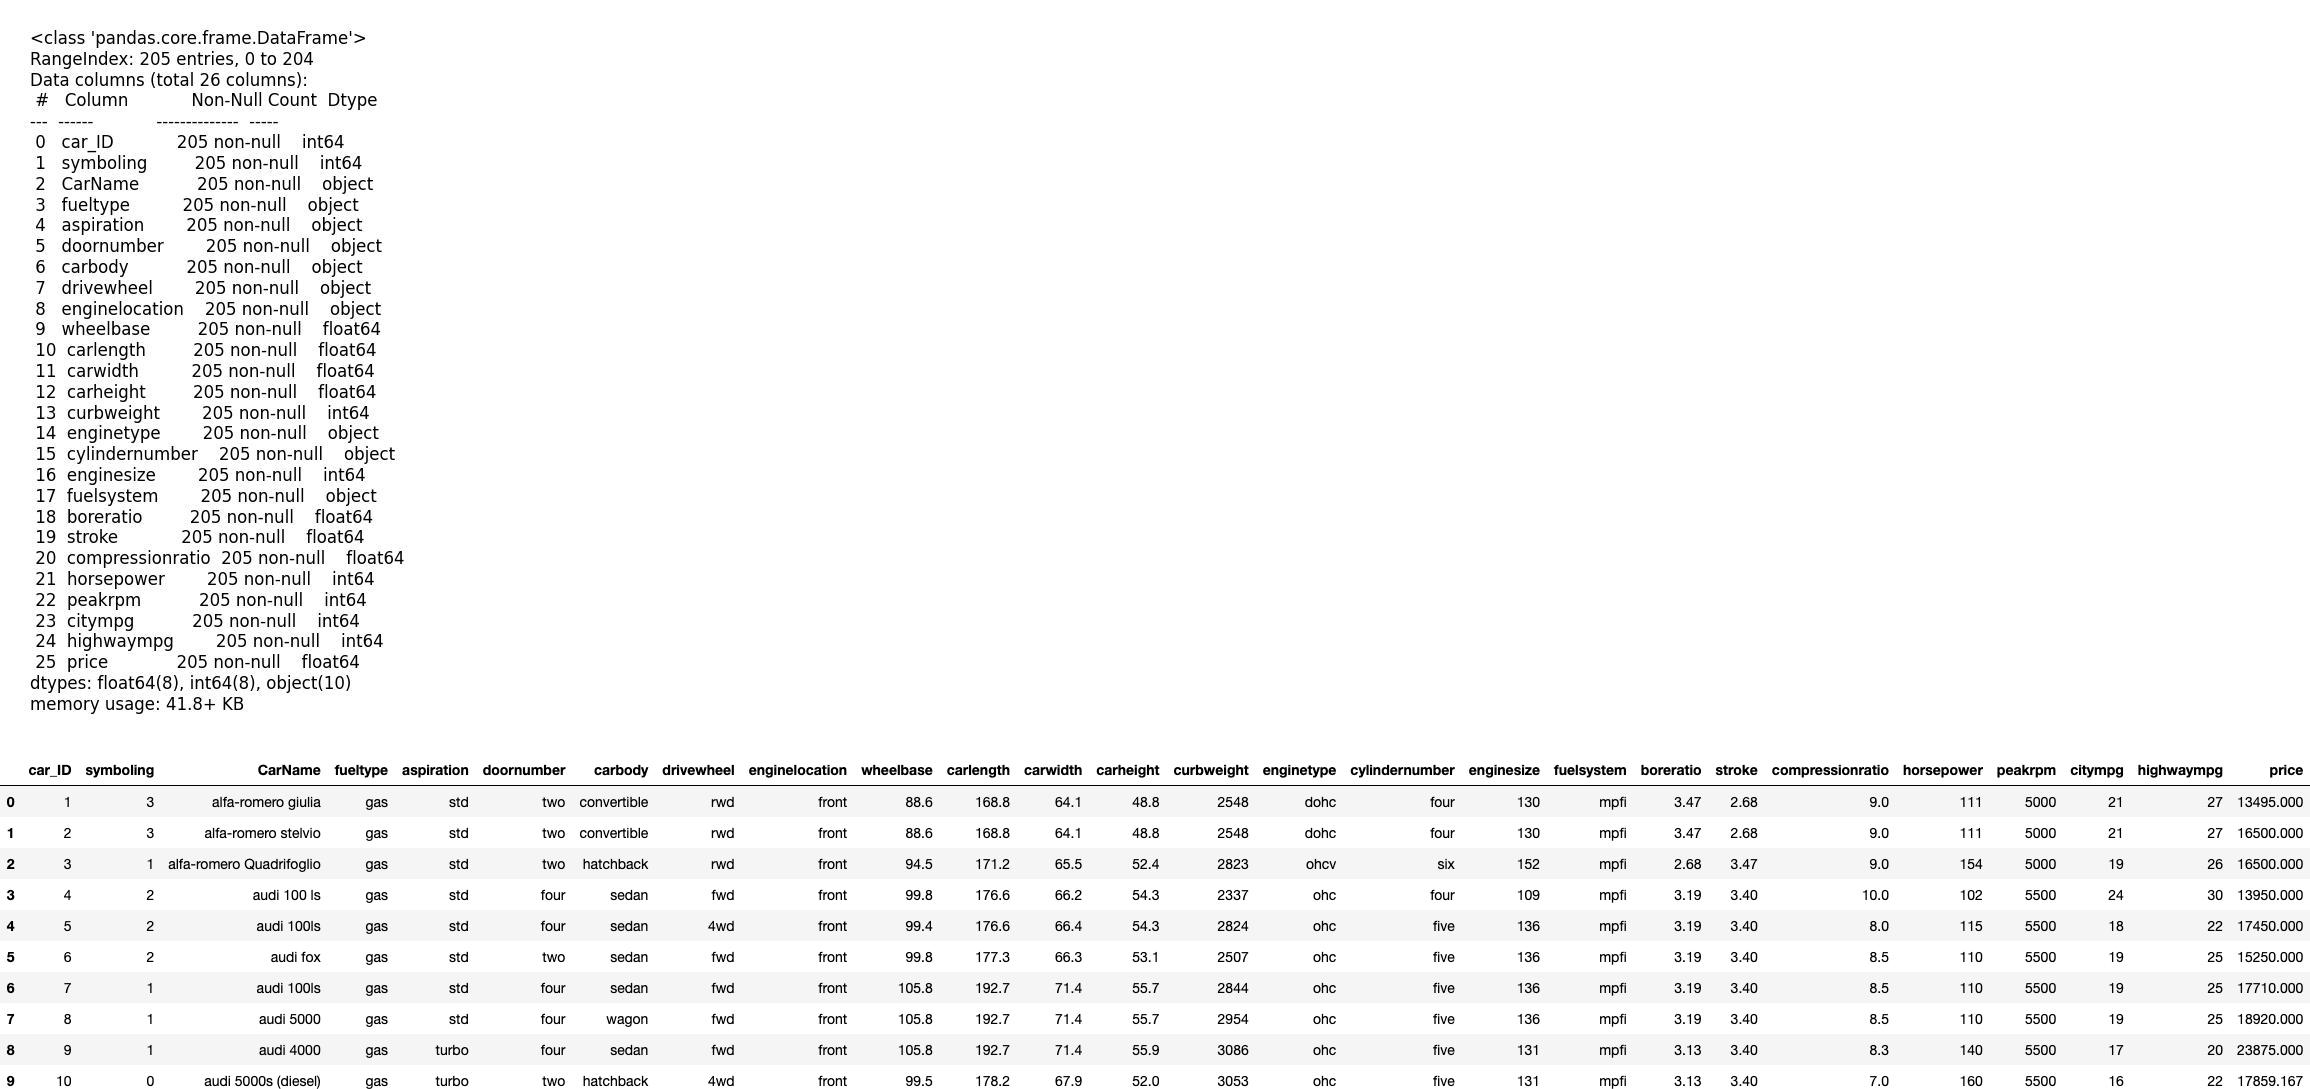 <class 'pandas.core.frame.DataFrame'>
RangeIndex: 205 entries, 0 to 204
Data columns (total 26 columns):
# Column Non-Null Count Dtype
--- ------ -------------- -----
0 car_ID 205 non-null int64
1 symboling 205 non-null int64
2 CarName 205 non-null object
3 fueltype 205 non-null object
4 aspiration 205 non-null object
5 doornumber 205 non-null object
6 carbody 205 non-null object
7 drivewheel 205 non-null object
8 enginelocation 205 non-null object
9 wheelbase 205 non-null float64
10 carlength 205 non-null float64
11 carwidth 205 non-null float64
12 carheight 205 non-null float64
13 curbweight 205 non-null int64
14 enginetype 205 non-null object
15 cylindernumber 205 non-null object
16 enginesize 205 non-null int64
17 fuelsystem 205 non-null object
18 boreratio 205 non-null float64
19 stroke 205 non-null float64
20 compressionratio 205 non-null float64
21 horsepower 205 non-null int64
22 peakrpm 205 non-null int64
23 citympg 205 non-null int64
24 highwaympg 205 non-null int64
25 price 205 non-null float64
dtypes: float64(8), int64(8), object(10)
memory usage: 41.8+ KB
car_ID symboling CarName fueltype aspiration doornumber carbody drivewheel enginelocation wheelbase carlength carwidth carheight curbweight enginetype cylindernumber enginesize fuelsystem boreratio stroke compressionratio horsepower peakrpm citympg highwaympg price
0 1 3 alfa-romero giulia gas std two convertible rwd front 88.6 168.8 64.1 48.8 2548 dohc four 130 mpfi 3.47 2.68 9.0 111 5000 21 27 13495.000
1 2 3 alfa-romero stelvio gas std two convertible rwd front 88.6 168.8 64.1 48.8 2548 dohc four 130 mpfi 3.47 2.68 9.0 111 5000 21 27 16500.000
2 3 1 alfa-romero Quadrifoglio gas std two hatchback rwd front 94.5 171.2 65.5 52.4 2823 ohcv six 152 mpfi 2.68 3.47 9.0 154 5000 19 26 16500.000
3 4 2 audi 100 ls gas std four sedan fwd front 99.8 176.6 66.2 54.3 2337 ohc four 109 mpfi 3.19 3.40 10.0 102 5500 24 30 13950.000
4 5 2 audi 100ls gas std four sedan 4wd front 99.4 176.6 66.4 54.3 2824 ohc five 136 mpfi 3.19 3.40 8.0 115 5500 18 22 17450.000
5 6 2 audi fox gas std two sedan fwd front 99.8 177.3 66.3 53.1 2507 ohc five 136 mpfi 3.19 3.40 8.5 110 5500 19 25 15250.000
6 7 1 audi 100ls gas std four sedan fwd front 105.8 192.7 71.4 55.7 2844 ohc five 136 mpfi 3.19 3.40 8.5 110 5500 19 25 17710.000
7 8 1 audi 5000 gas std four wagon fwd front 105.8 192.7 71.4 55.7 2954 ohc five 136 mpfi 3.19 3.40 8.5 110 5500 19 25 18920.000
8 9 1 audi 4000 gas turbo four sedan fwd front 105.8 192.7 71.4 55.9 3086 ohc five 131 mpfi 3.13 3.40 8.3 140 5500 17 20 23875.000
9 10 0 audi 5000s (diesel) gas turbo two hatchback 4wd front 99.5 178.2 67.9 52.0 3053 ohc five 131 mpfi 3.13 3.40 7.0 160 5500 16 22 17859.167